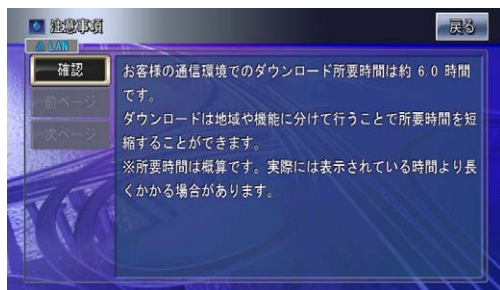 注意事項
戻る
LAN
確認
前ページ
次ページ
お客様の通信環境でのダウンロード所要時間は約 6.0 時間
です。
ダウンロードは地域や機能に分けて行うことで所要時間を短
縮することができます。
※所要時間は概算です。実際には表示されている時間より長
くかかる場合があります。